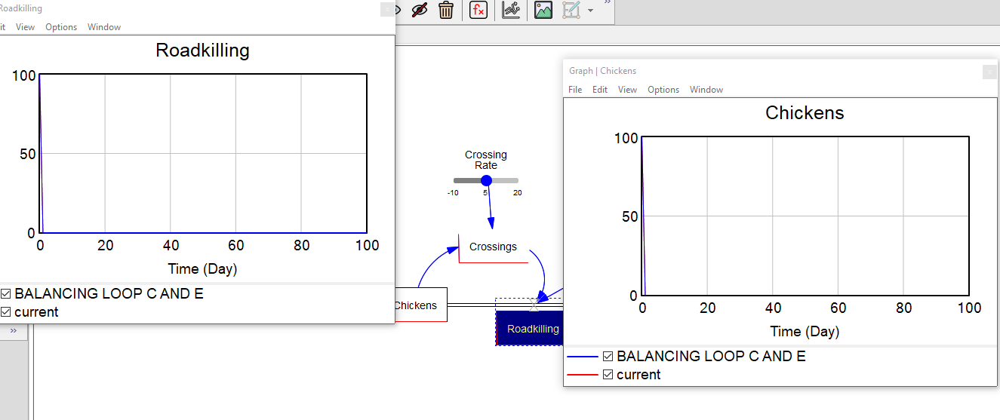 Roadkilling
it View Options Window
Roadkilling
100
50
0
0 20 40 60 80 100
Time (Day)
BALANCING LOOP C AND E
current
»
fx
»
Crossing
Rate
-10 5 20
Crossings
Chickens
Roadkilling
Graph | Chickens
File Edit View Options Window
Chickens
100
50
0
0 20 40 60 80 100
Time (Day)
BALANCING LOOP C AND E
current